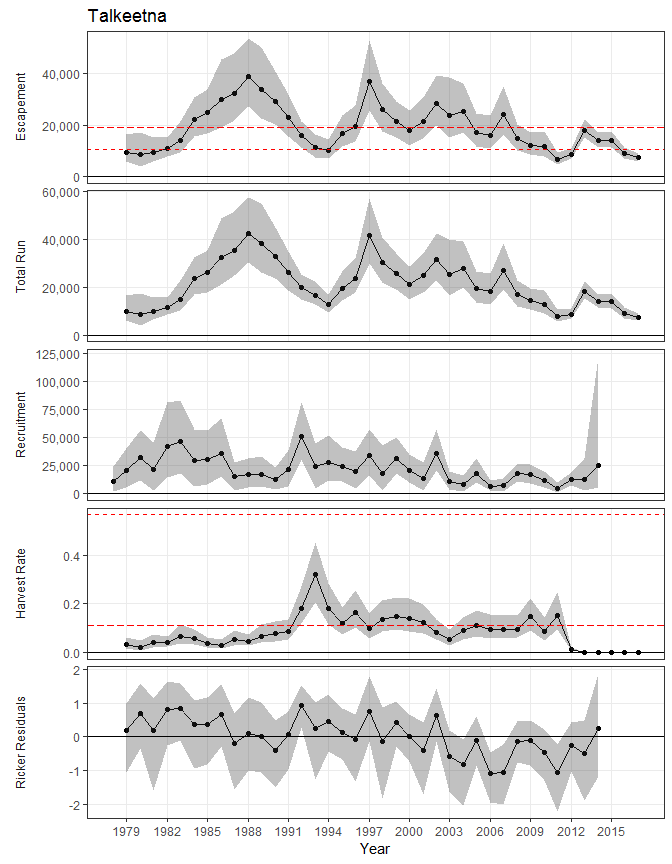 Talkeetna
Escapement
40,000
20,000
0
Total Run
60,000
40,000
20,000
0
Recruitment
125,000
100,000
75,000
50,000
25,000
0
Harvest Rate
0.4
0.2
0.0
Ricker Residuals
2
1
0
-1
-2
1979 1982 1985 1988 1991 1994 1997 2000 2003 2006 2009 2012 2015
Year